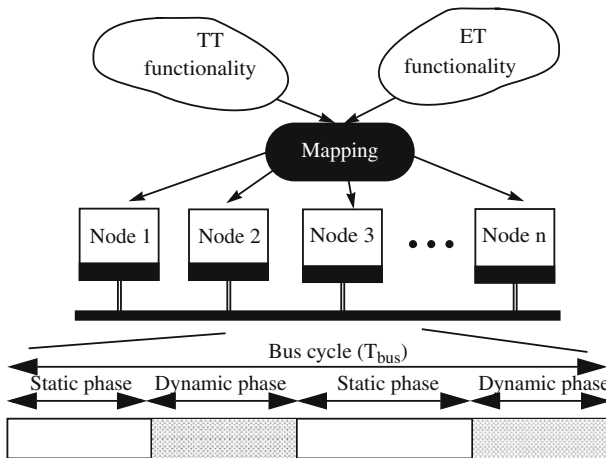 TT
functionality
ET
functionality
Mapping
Node 1
Node 2
Node 3
Node n
Bus cycle (Tbus)
Static phase
Dynamic phase
Static phase
Dynamic phase